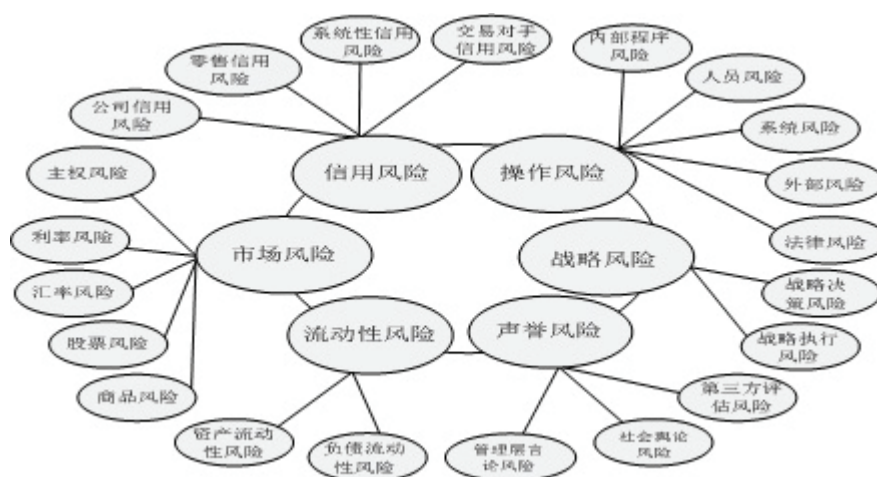 系统性信用
风险
交易对手
信用风险
内部程序
风险
零售信用
风险
人员风险
公司信用
风险
系统风险
信用风险
操作风险
主权风险
外部风险
利率风险
市场风险
战略风险
法律风险
汇率风险
战略决
策风险
股票风险
流动性风险
声誉风险
战略执行
风险
商品风险
第三方评
估风险
资产流动
性风险
负债流动
性风险
管理层言
论风险
社会舆论
风险